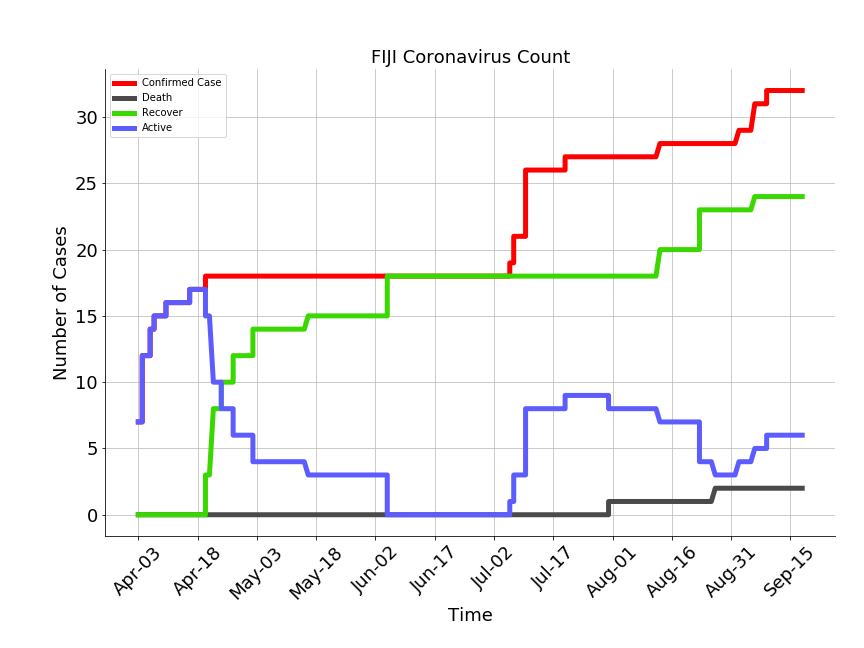 FIJI Coronavirus Count
Confirmed Case
Death
Recover
Active
30
25
20
15
10
5
0
Number of Cases
Apr-03
Apr-18
May-03
May-18
Jun-02
Jun-17
Jul-02
Jul-17
Aug-01
Aug-16
Aug-31
Sep-15
Time